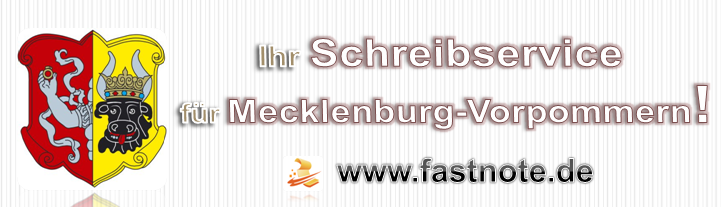 Ihr Schreibservice
für Mecklenburg-Vorpommern!
www.fastnote.de